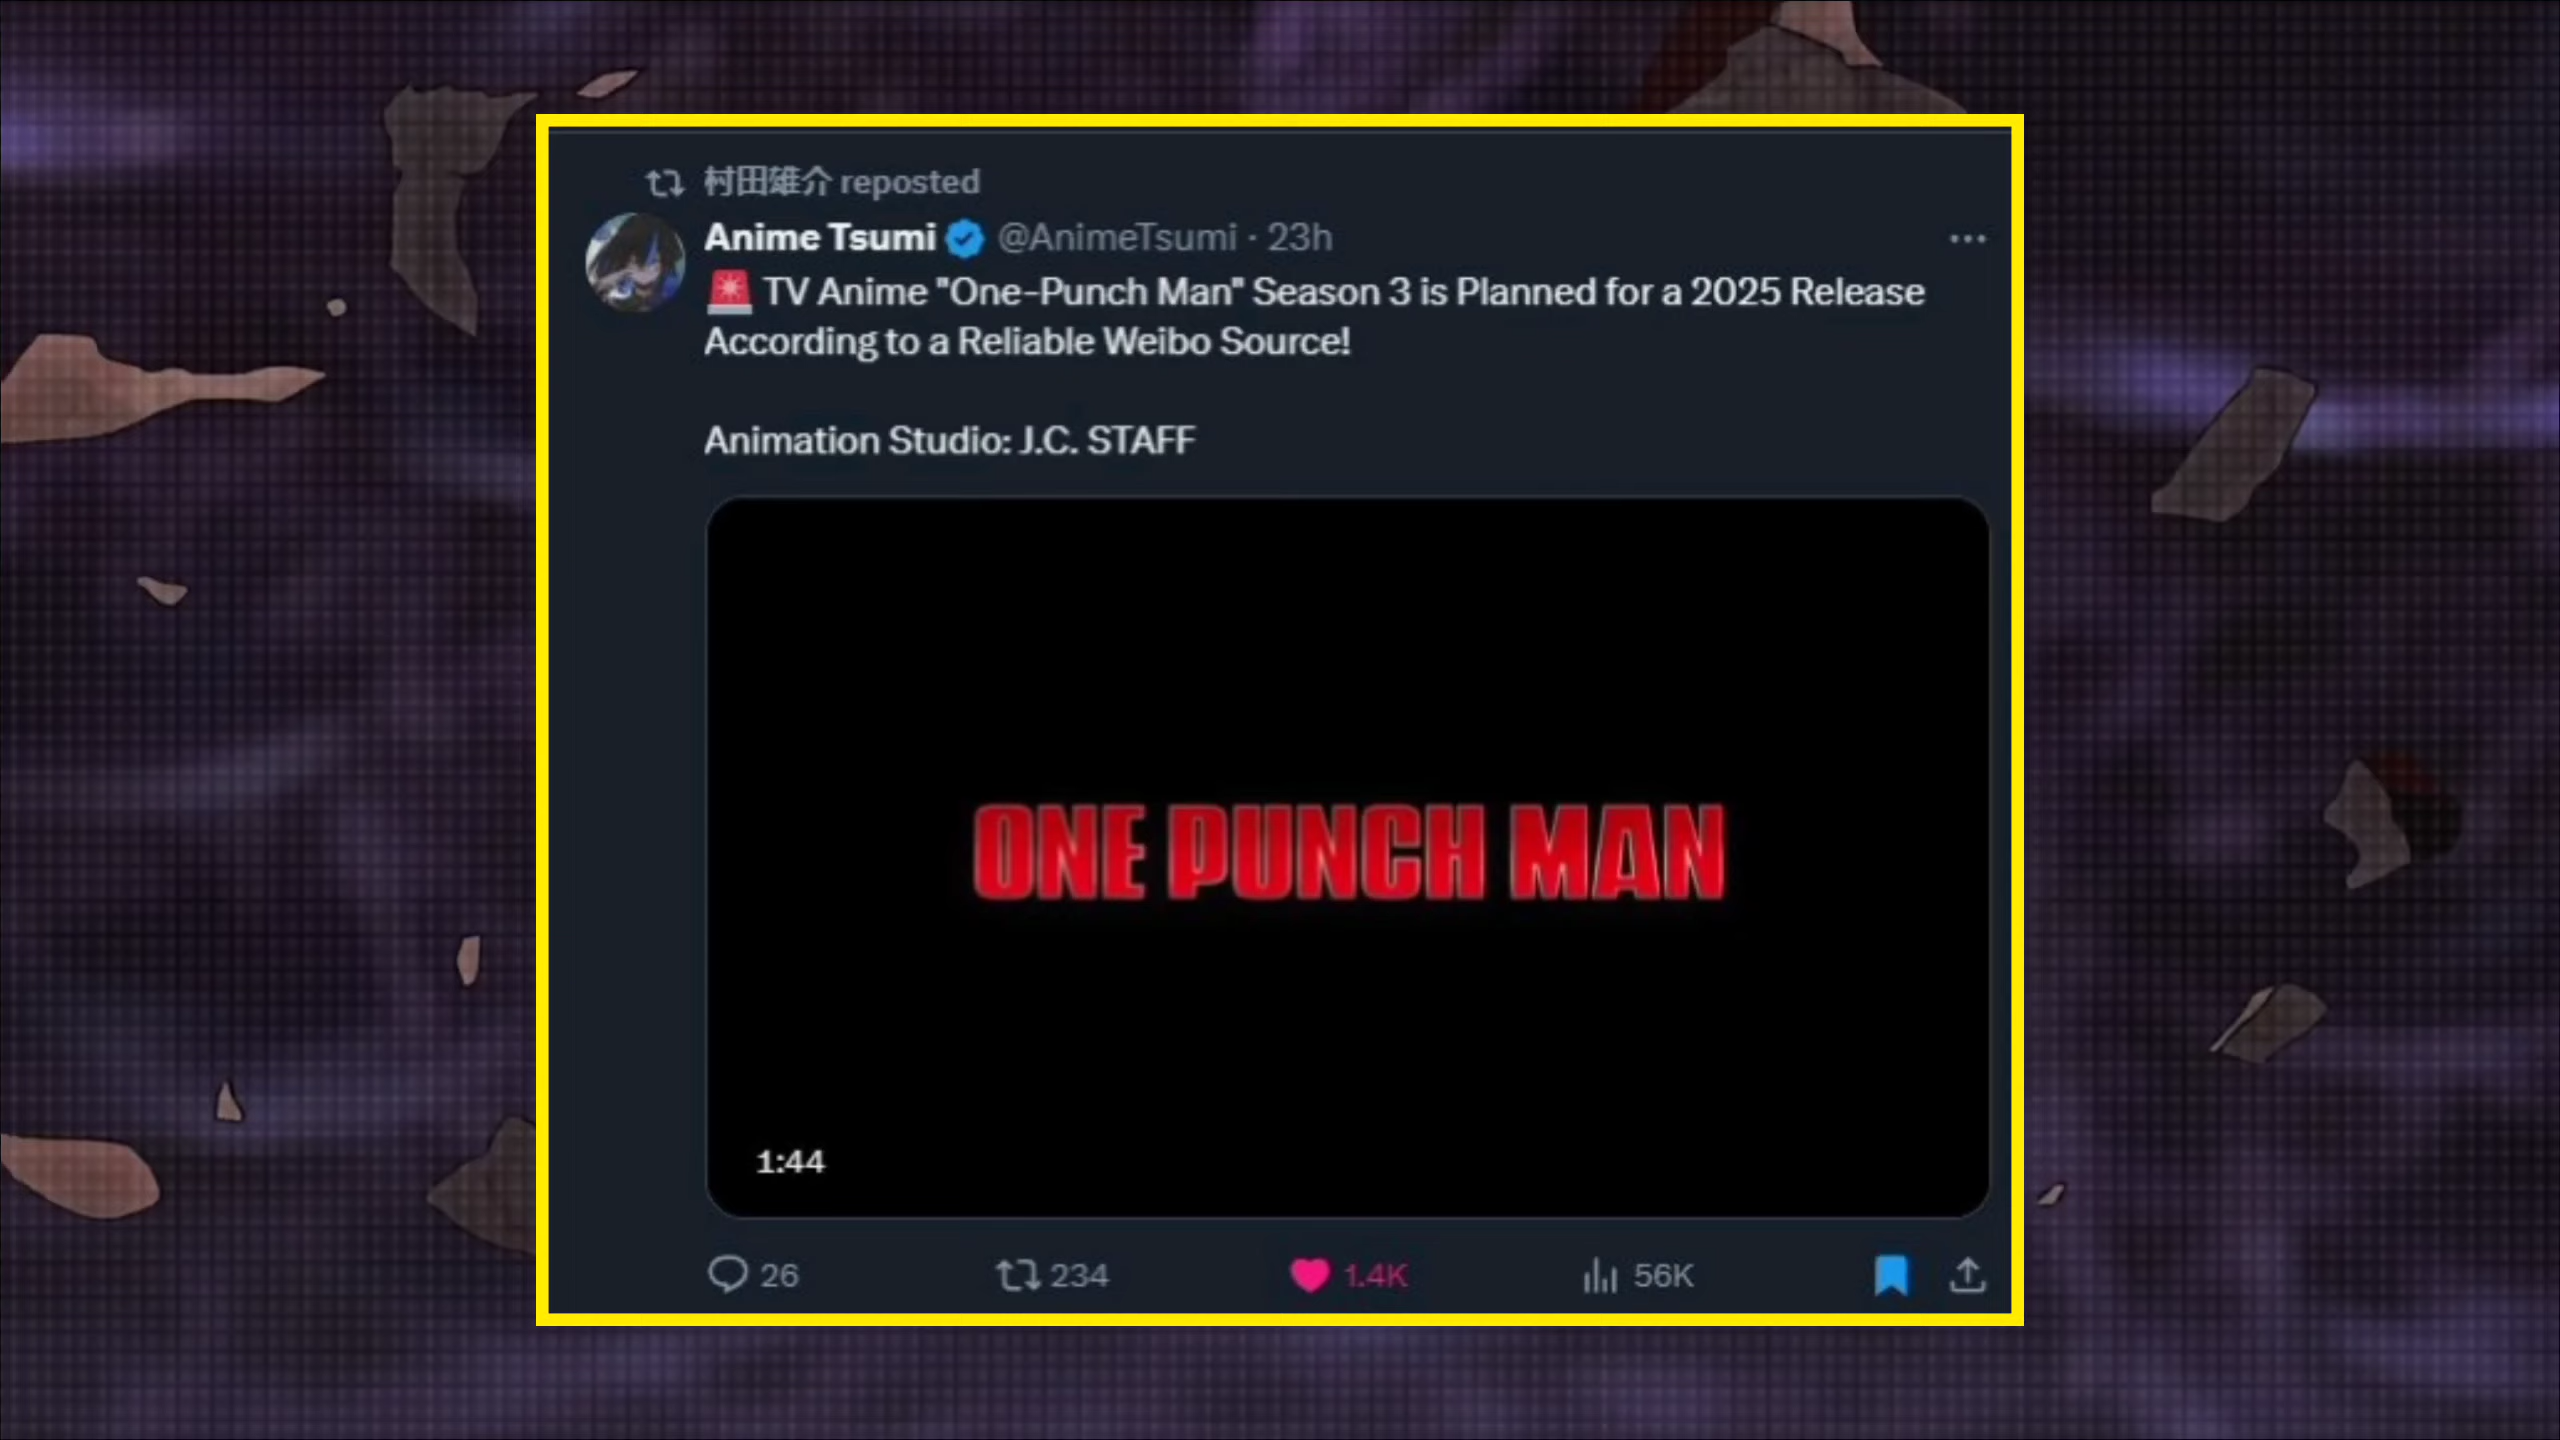 村田雄介 reposted
Anime Tsumi @AnimeTsumi · 23h
🚨 TV Anime "One-Punch Man" Season 3 is Planned for a 2025 Release
According to a Reliable Weibo Source!
Animation Studio: J.C. STAFF
ONE PUNCH MAN
1:44
26 234 1.4K 56K